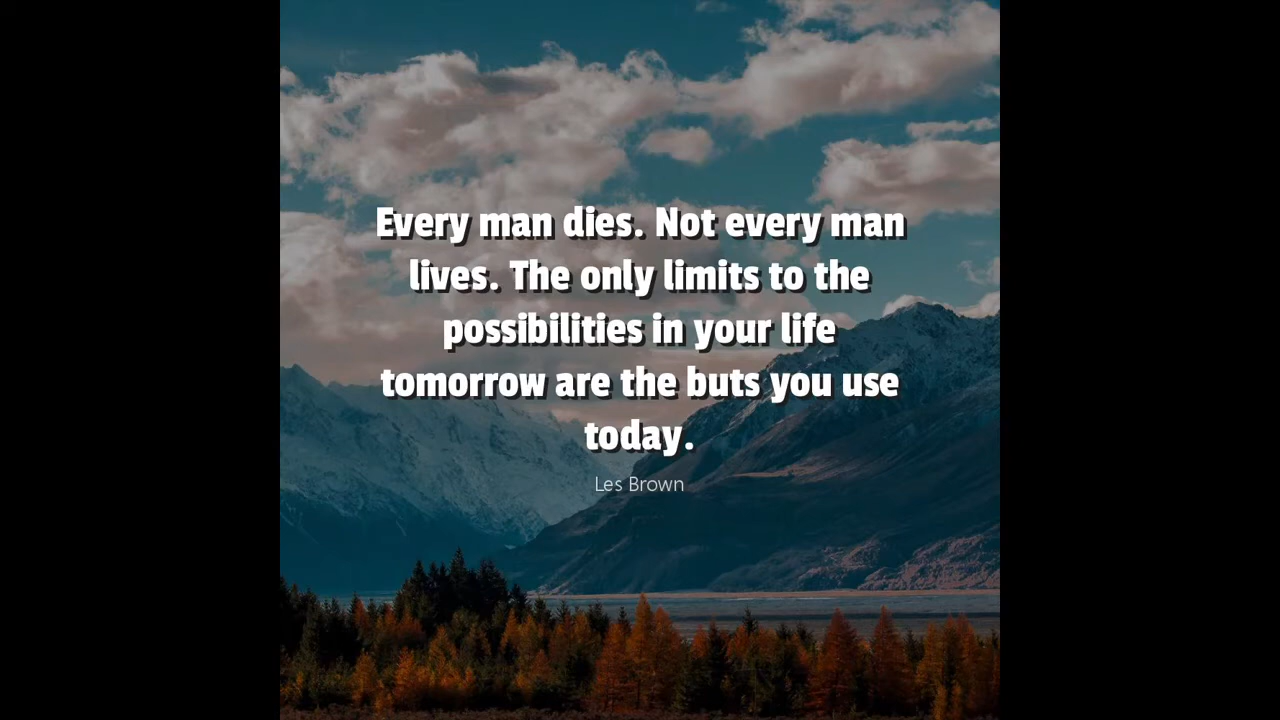 Every man dies. Not every man
lives. The only limits to the
possibilities in your life
tomorrow are the buts you use
today.
Les Brown